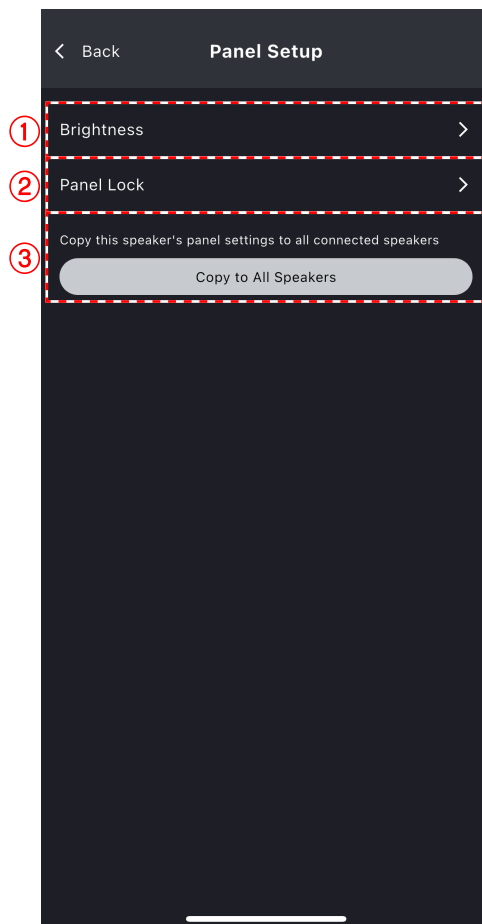 Back
Panel Setup
① Brightness
② Panel Lock
③ Copy this speaker's panel settings to all connected speakers
Copy to All Speakers